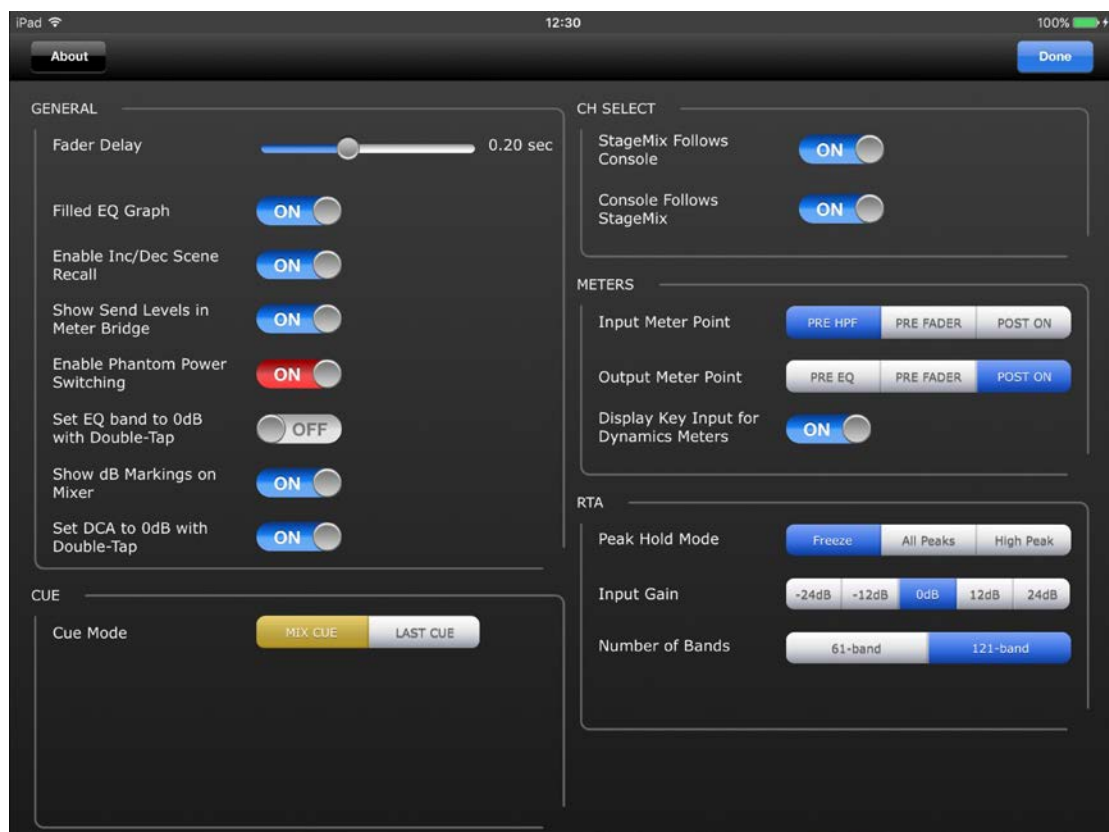 iPad 12:30 100%
About Done
GENERAL
Fader Delay 0.20 sec
Filled EQ Graph ON
Enable Inc/Dec Scene
Recall ON
Show Send Levels in
Meter Bridge ON
Enable Phantom Power
Switching ON
Set EQ band to 0dB
with Double-Tap OFF
Show dB Markings on
Mixer ON
Set DCA to 0dB with
Double-Tap ON
CUE
Cue Mode MIX CUE LAST CUE
CH SELECT
StageMix Follows
Console ON
Console Follows
StageMix ON
METERS
Input Meter Point PRE HPF PRE FADER POST ON
Output Meter Point PRE EQ PRE FADER POST ON
Display Key Input for
Dynamics Meters ON
RTA
Peak Hold Mode Freeze All Peaks High Peak
Input Gain -24dB -12dB 0dB 12dB 24dB
Number of Bands 61-band 121-band